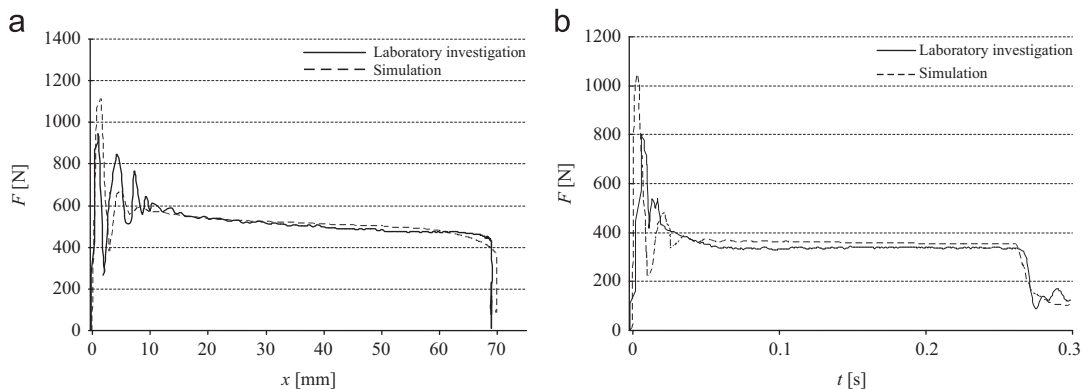 a
1400
1200
1000
800
600
400
200
0
F [N]
Laboratory investigation
Simulation
0 10 20 30 40 50 60 70
x [mm]
b
1200
1000
800
600
400
200
0
F [N]
Laboratory investigation
Simulation
0 0.1 0.2 0.3
t [s]